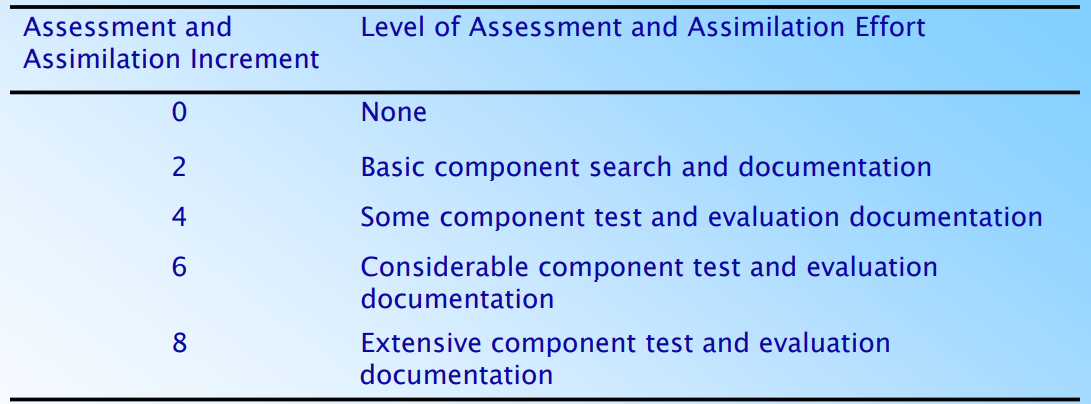 Assessment and
Assimilation Increment
Level of Assessment and Assimilation Effort
0 None
2 Basic component search and documentation
4 Some component test and evaluation documentation
6 Considerable component test and evaluation
documentation
8 Extensive component test and evaluation
documentation